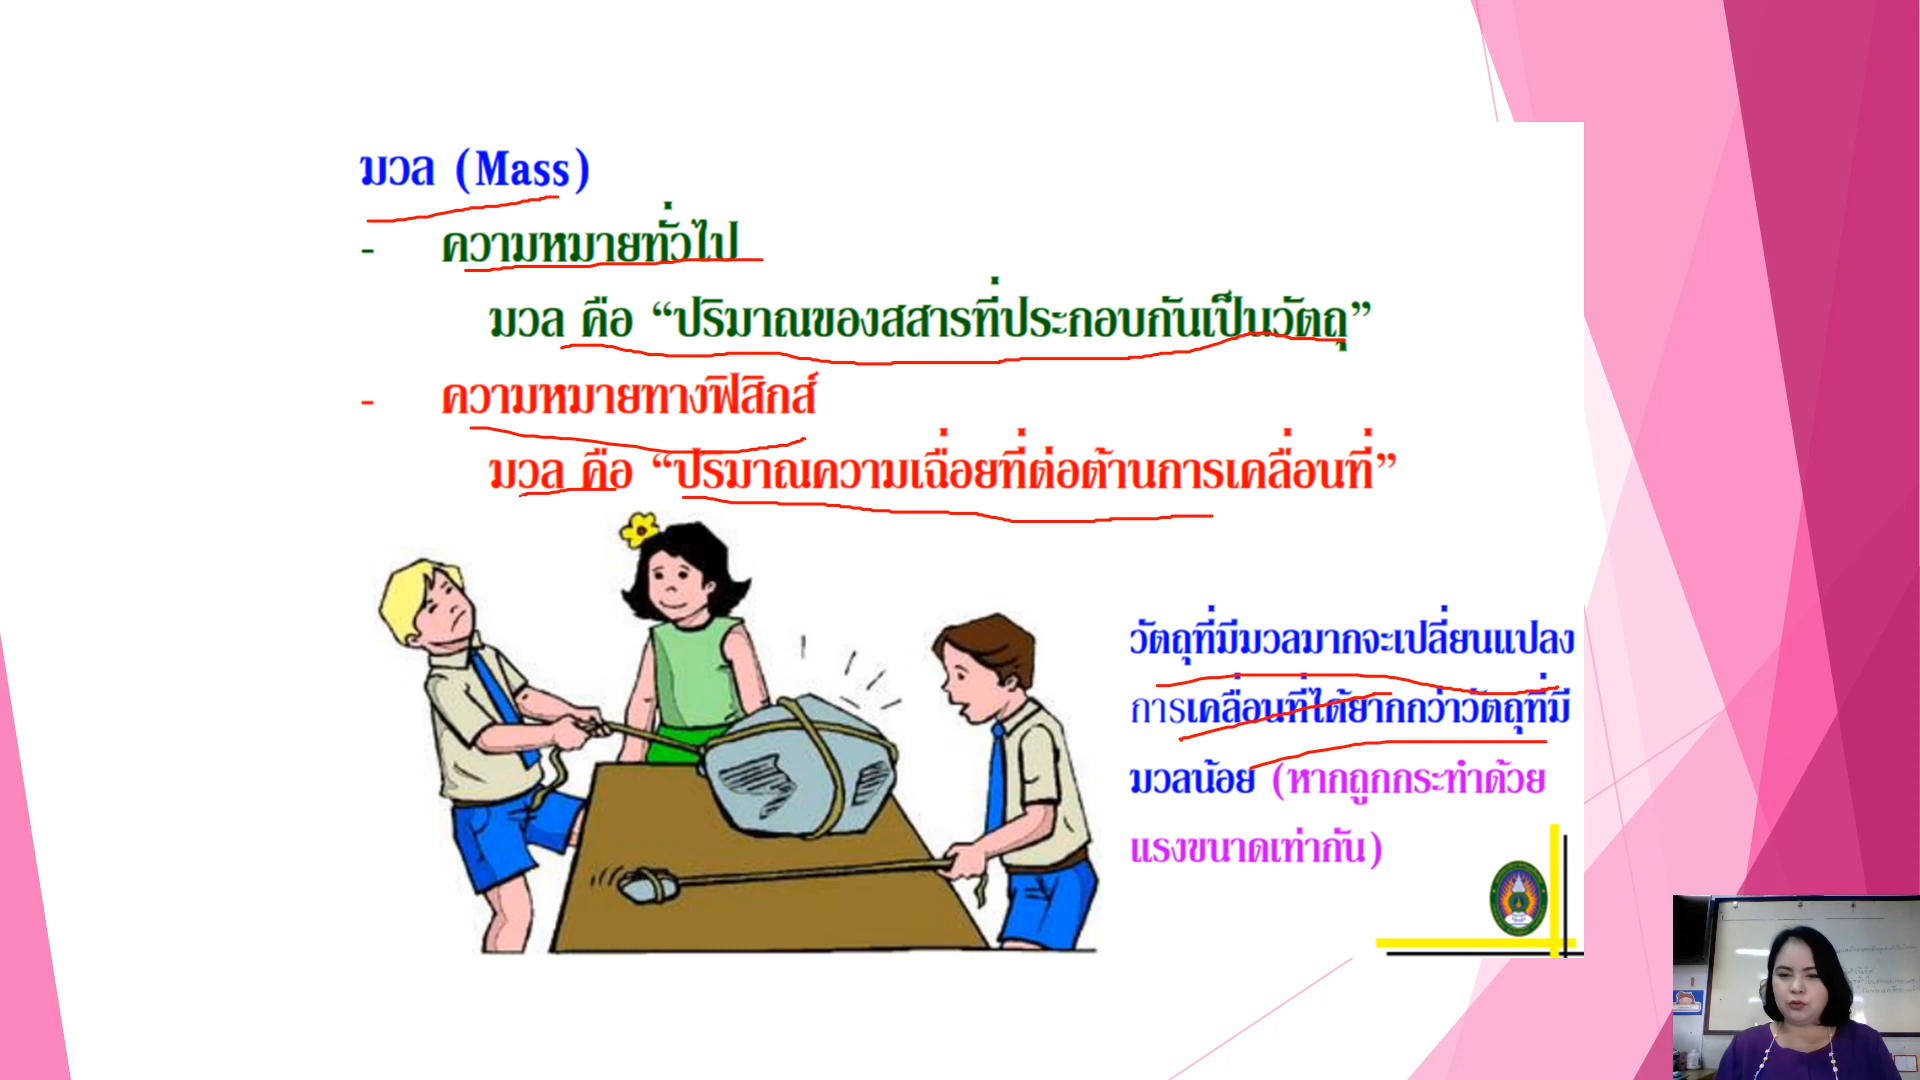 มวล (Mass)
- ความหมายทั่วไป
มวล คือ “ปริมาณของสสารที่ประกอบกันเป็นวัตถุ”
- ความหมายทางฟิสิกส์
มวล คือ “ปริมาณความเฉื่อยที่ต่อต้านการเคลื่อนที่”
วัตถุที่มีมวลมากจะเปลี่ยนแปลง
การเคลื่อนที่ได้ยากกว่าวัตถุที่มี
มวลน้อย (หากถูกกระทำด้วย
แรงขนาดเท่ากัน)